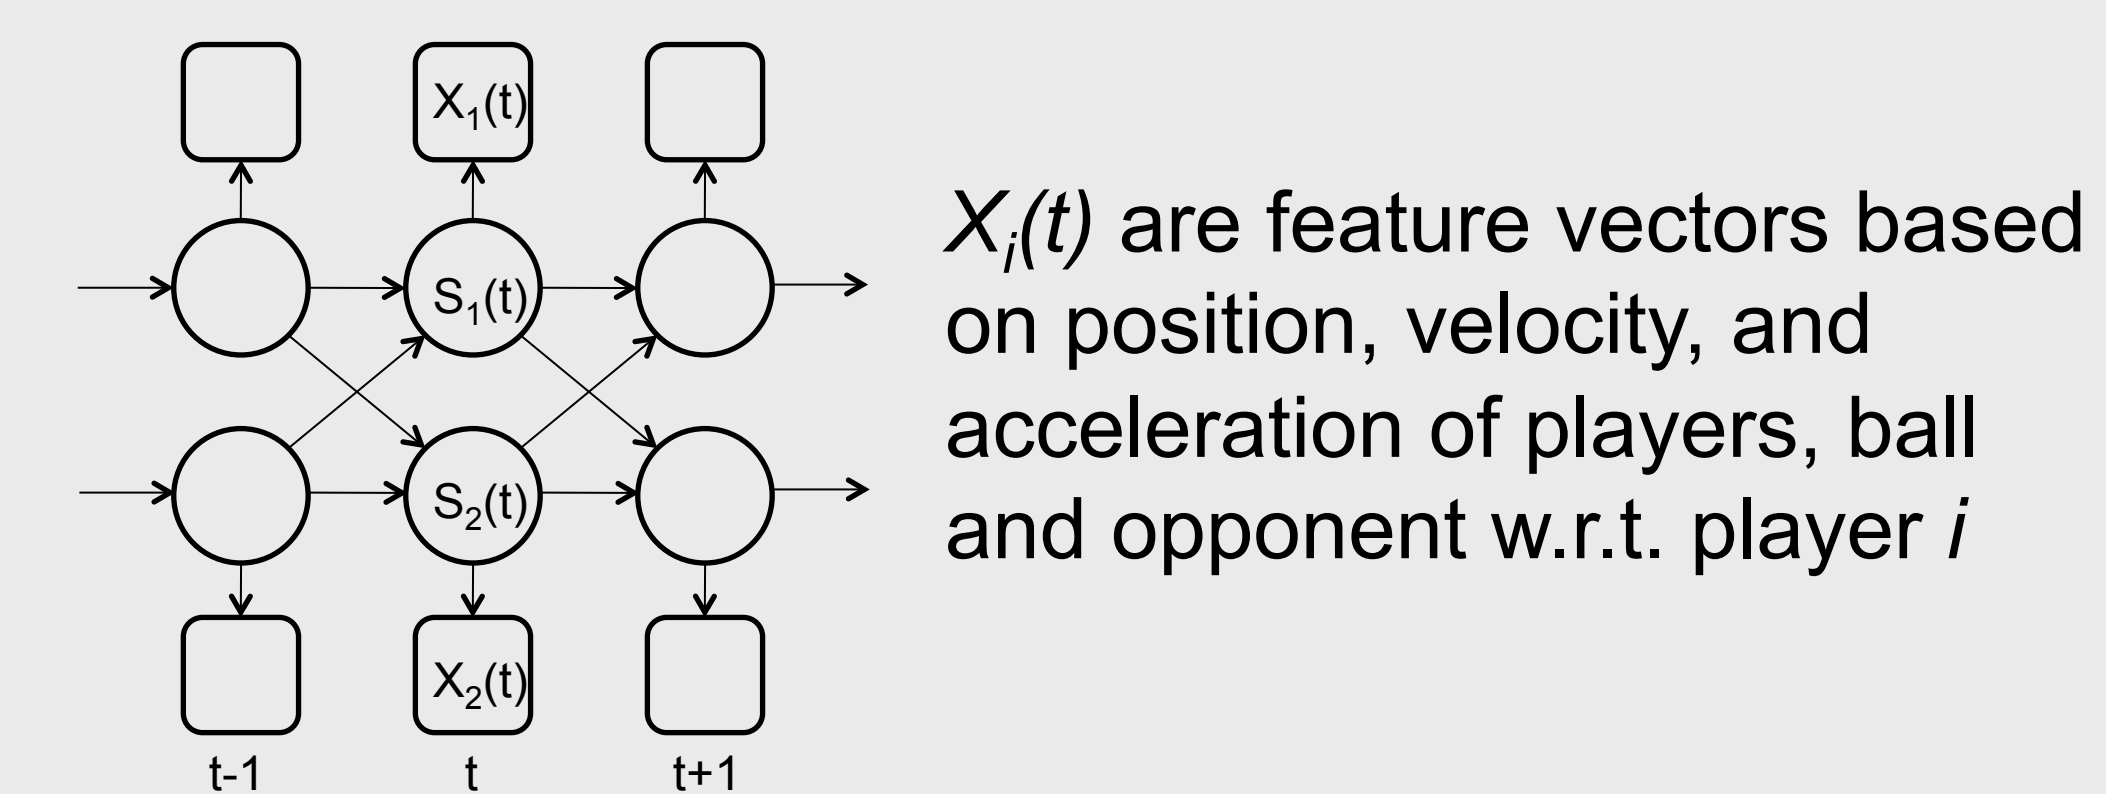 X₁(t)
S₁(t)
S₂(t)
X₂(t)
t-1 t t+1
Xᵢ(t) are feature vectors based
on position, velocity, and
acceleration of players, ball
and opponent w.r.t. player i